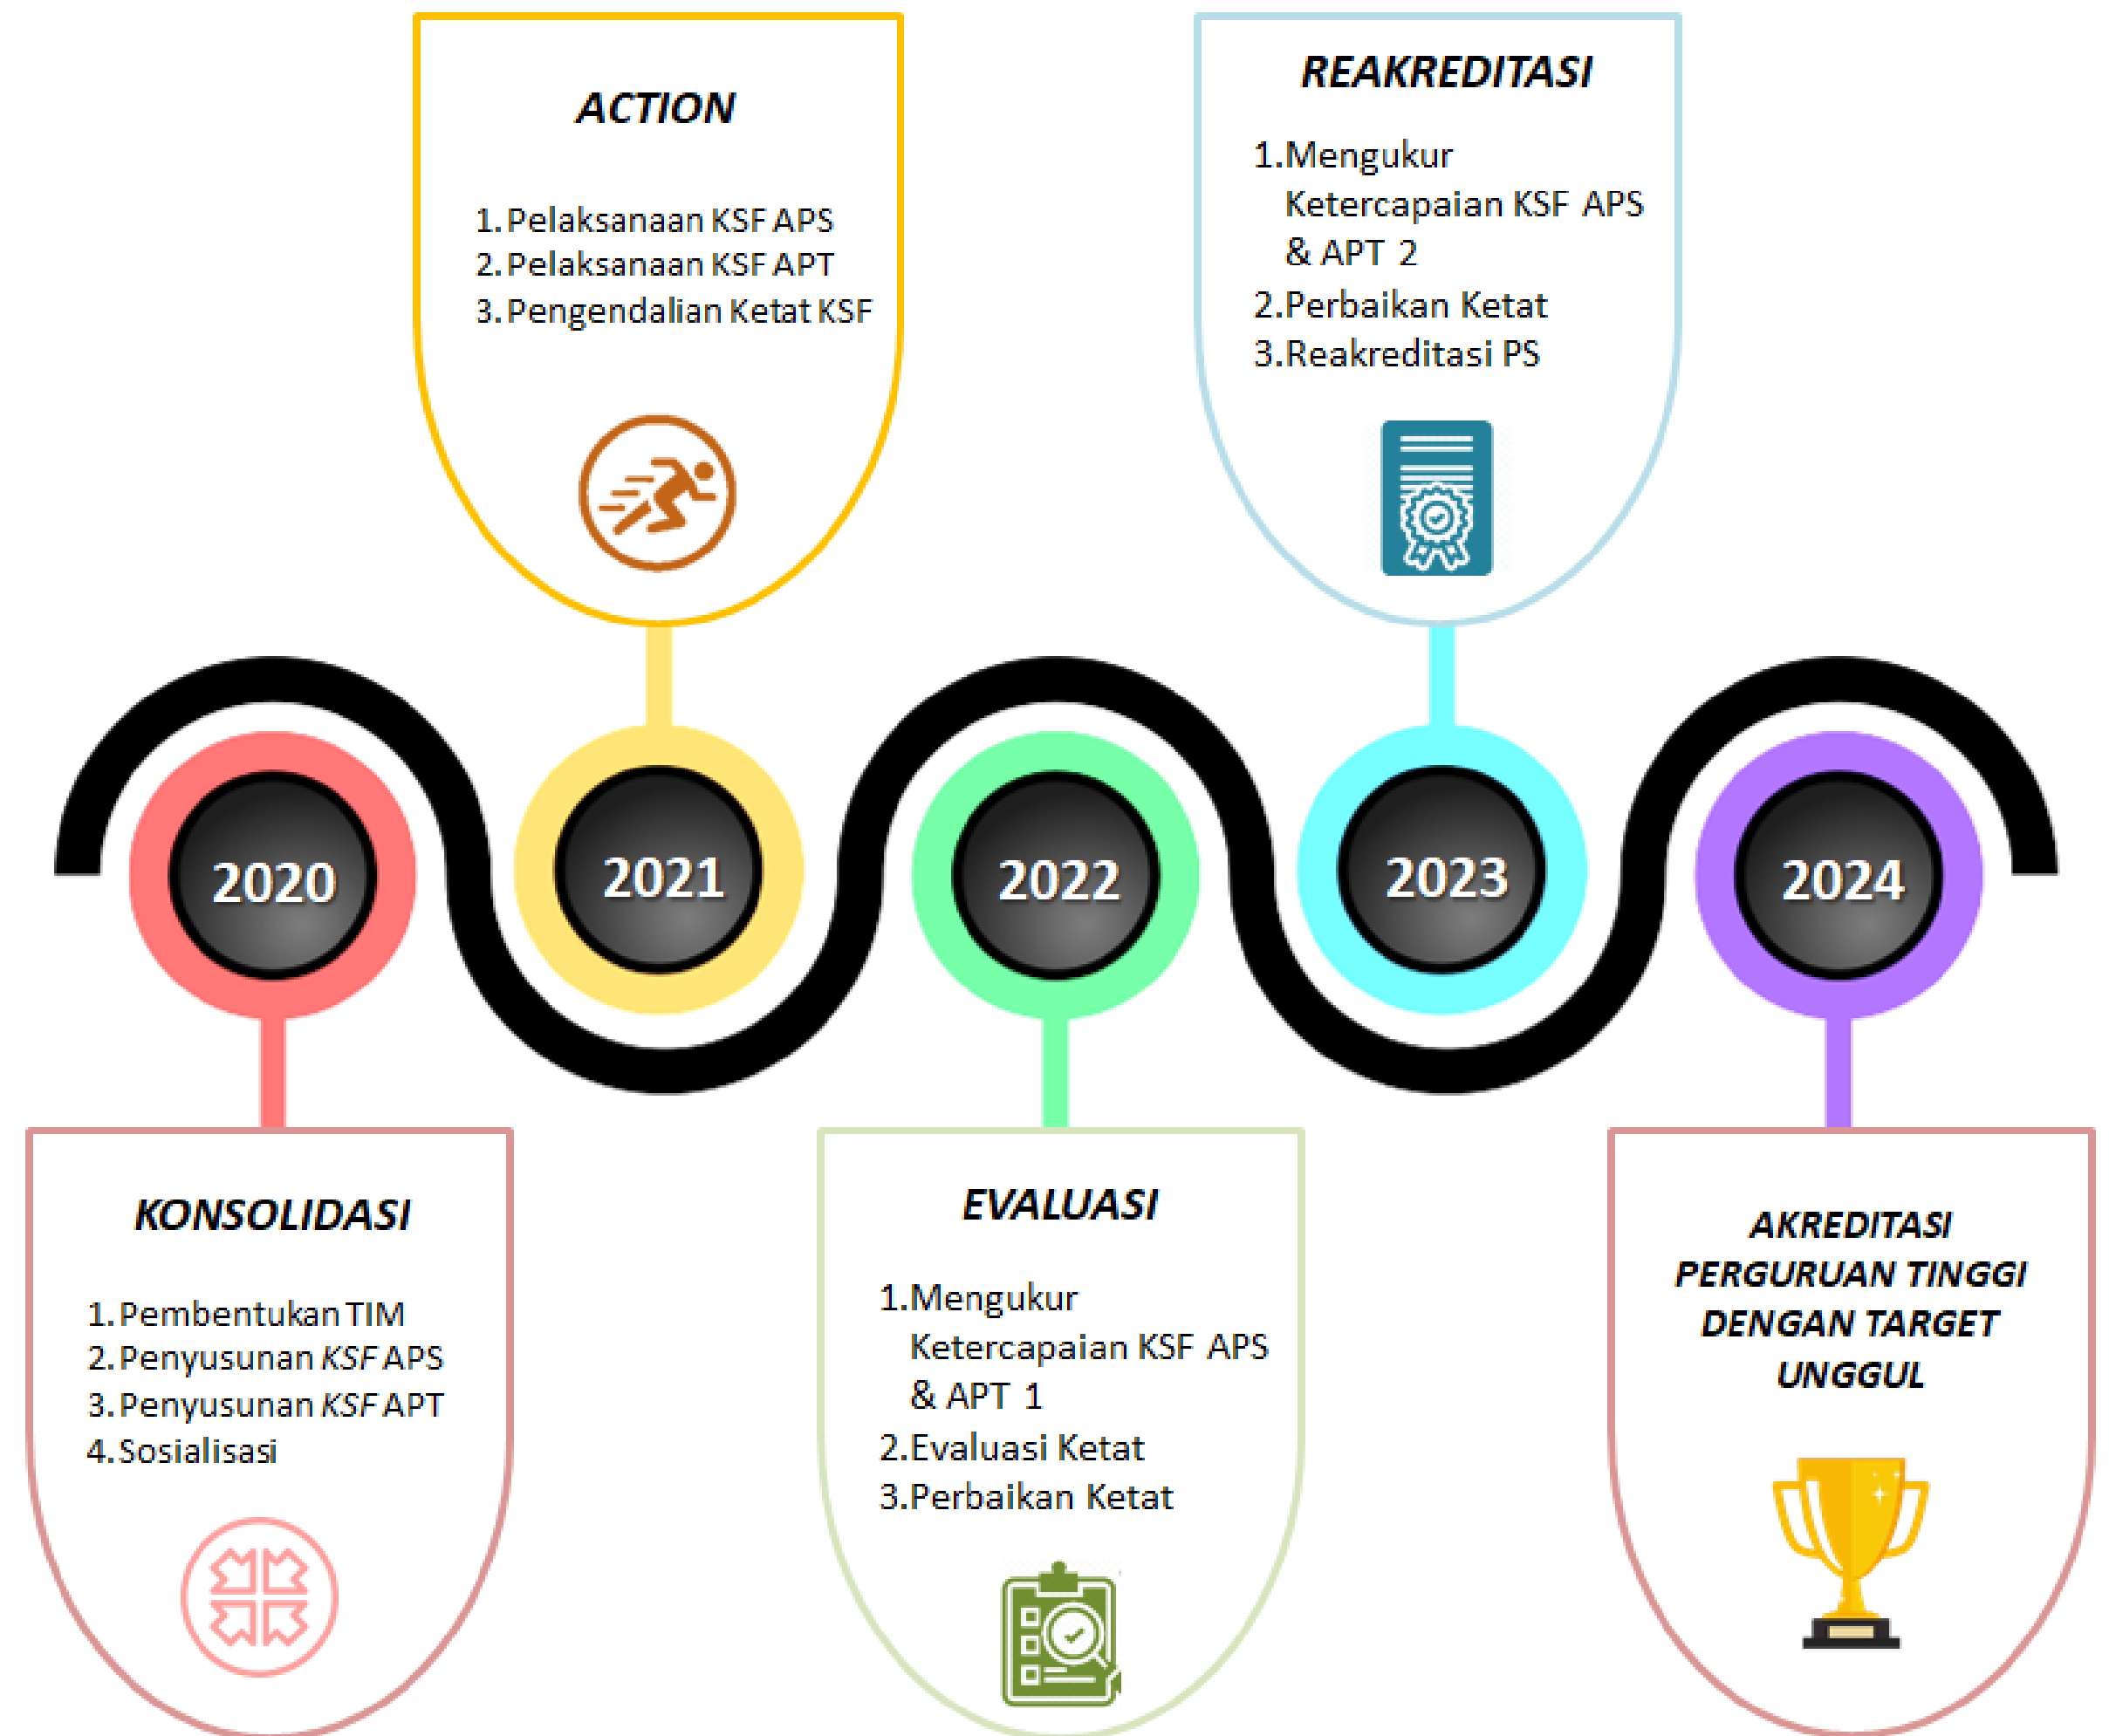 ACTION
1. Pelaksanaan KSF APS
2. Pelaksanaan KSF APT
3. Pengendalian Ketat KSF
REAKREDITASI
1.Mengukur
Ketercapaian KSF APS
& APT 2
2.Perbaikan Ketat
3.Reakreditasi PS
2020
2021
2022
2023
2024
KONSOLIDASI
1. Pembentukan TIM
2. Penyusunan KSF APS
3. Penyusunan KSF APT
4. Sosialisasi
EVALUASI
1.Mengukur
Ketercapaian KSF APS
& APT 1
2.Evaluasi Ketat
3.Perbaikan Ketat
AKREDITASI
PERGURUAN TINGGI
DENGAN TARGET
UNGGUL